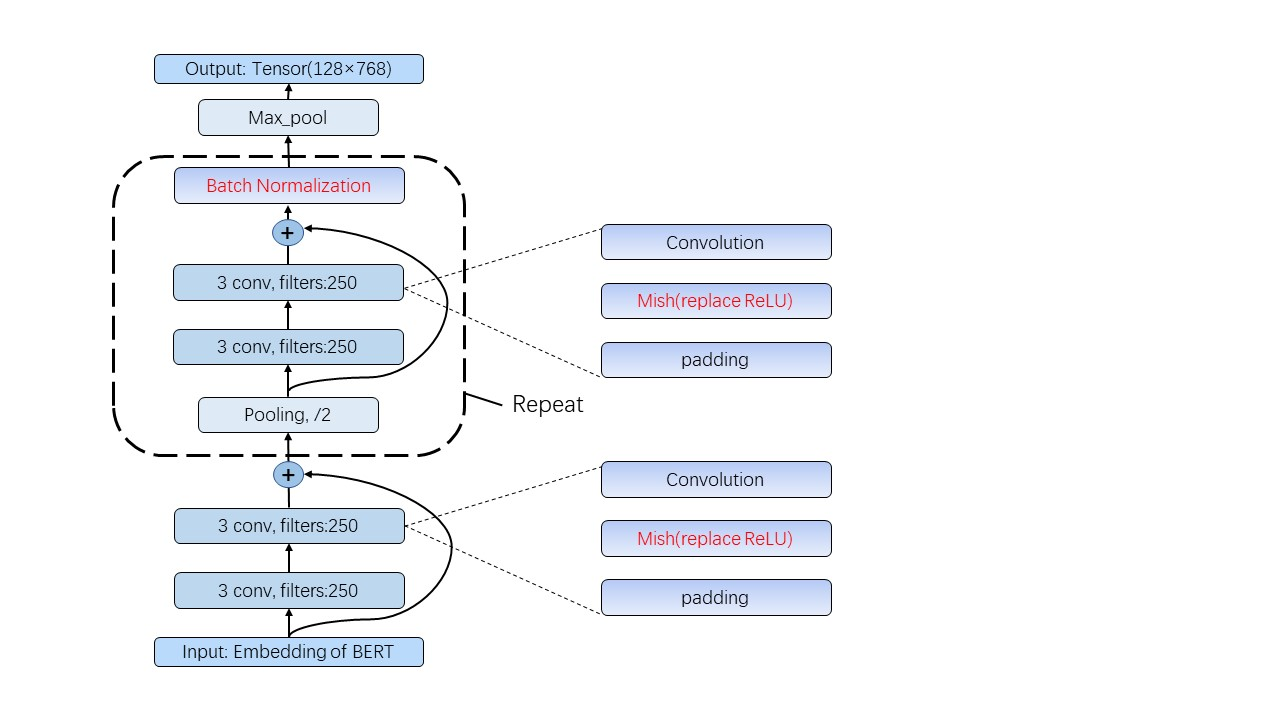 Output: Tensor(128×768)
Max_pool
Batch Normalization
+
3 conv, filters:250
3 conv, filters:250
Pooling, /2
Repeat
+
3 conv, filters:250
3 conv, filters:250
Input: Embedding of BERT
Convolution
Mish(replace ReLU)
padding
Convolution
Mish(replace ReLU)
padding